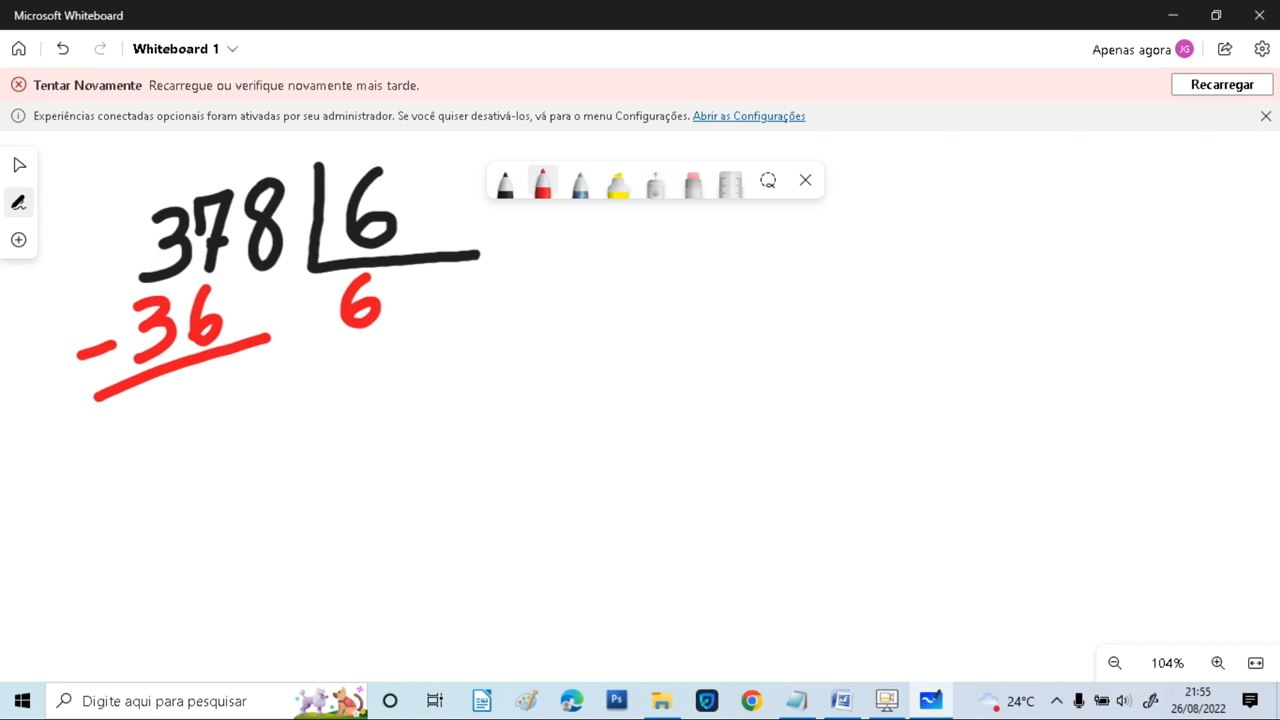 Microsoft Whiteboard
Whiteboard 1
Apenas agora JG
Tentar Novamente Recarregue ou verifique novamente mais tarde.
Recarregar
Experiências conectadas opcionais foram ativadas por seu administrador. Se você quiser desativá-los, vá para o menu Configurações. Abrir as Configurações
378 6
- 36 6
104%
Digite aqui para pesquisar
Ps
24°C
21:55
26/08/2022